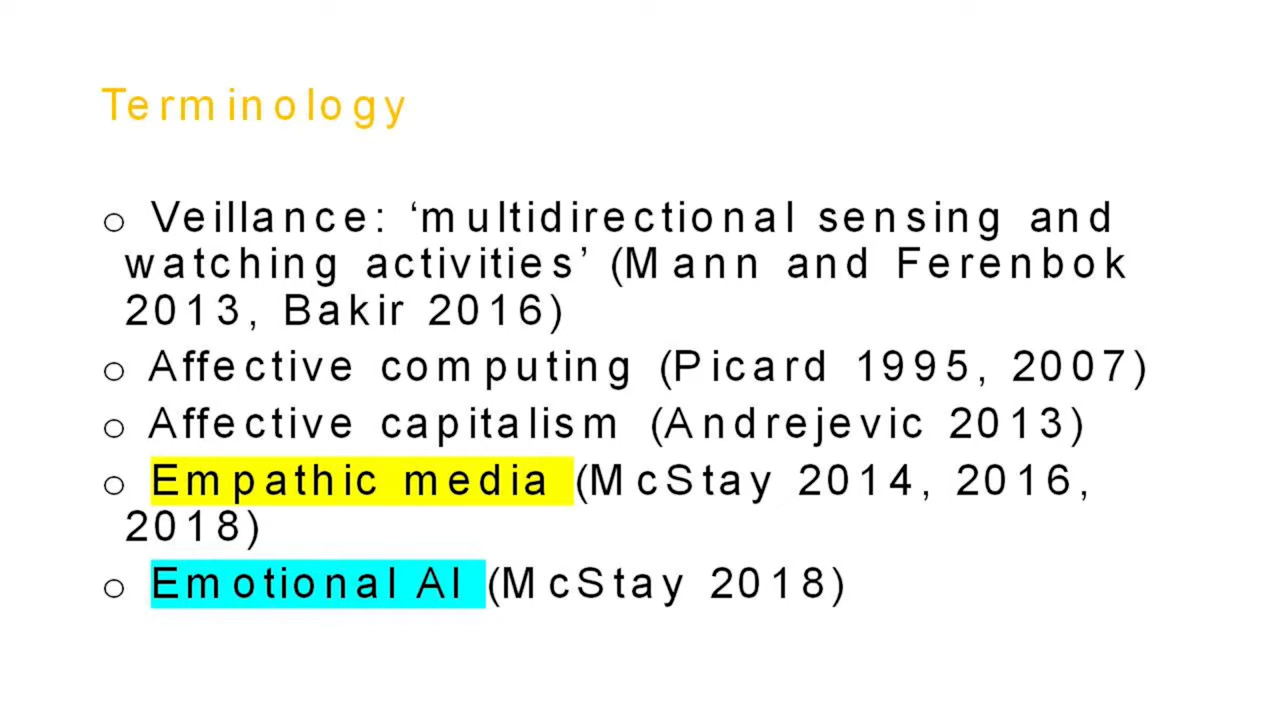 Terminology
o Veillance: ‘multidirectional sensing and
watching activities’ (Mann and Ferenbok
2013, Bakir 2016)
o Affective computing (Picard 1995, 2007)
o Affective capitalism (Andrejevic 2013)
o Empathic media (McStay 2014, 2016,
2018)
o Emotional AI (McStay 2018)